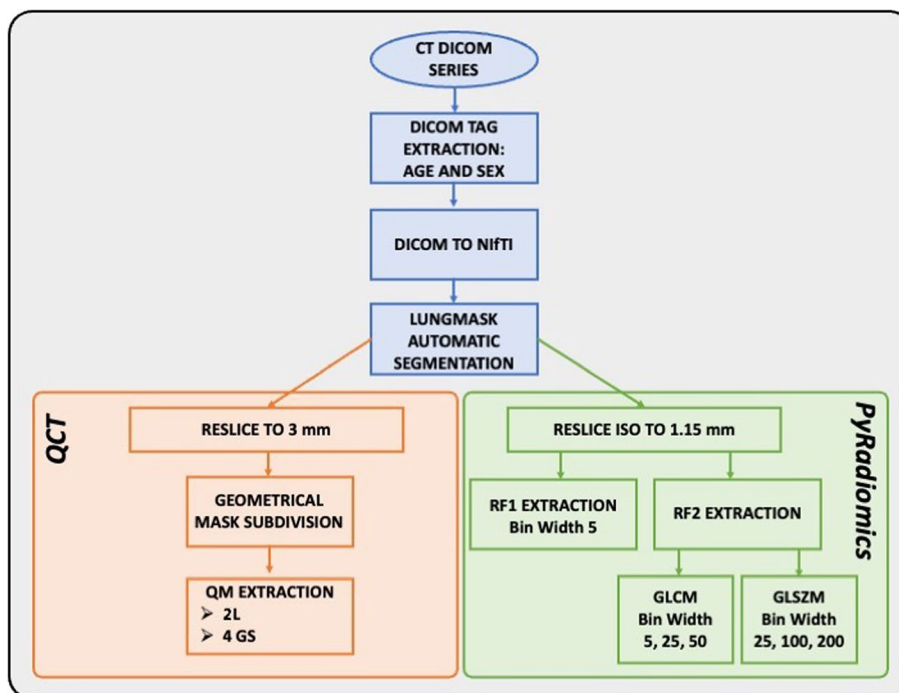 CT DICOM
SERIES
DICOM TAG
EXTRACTION:
AGE AND SEX
DICOM TO NIfTI
LUNGMASK
AUTOMATIC
SEGMENTATION
QCT
RESLICE TO 3 mm
GEOMETRICAL
MASK SUBDIVISION
QM EXTRACTION
➢ 2L
➢ 4 GS
PyRadiomics
RESLICE ISO TO 1.15 mm
RF1 EXTRACTION
Bin Width 5
RF2 EXTRACTION
GLCM
Bin Width
5, 25, 50
GLSZM
Bin Width
25, 100, 200